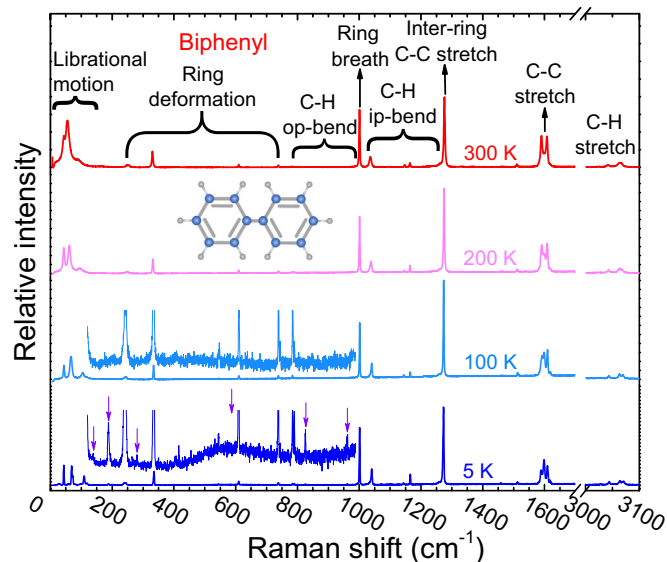 Biphenyl
Librational
motion
Ring
deformation
C-H
op-bend
Ring
breath
C-H
ip-bend
Inter-ring
C-C stretch
C-C
stretch
C-H
stretch
300 K
200 K
100 K
5 K
Relative intensity
0 200 400 600 800 1000 1200 1400 1600 3000 3100
Raman shift (cm⁻¹)